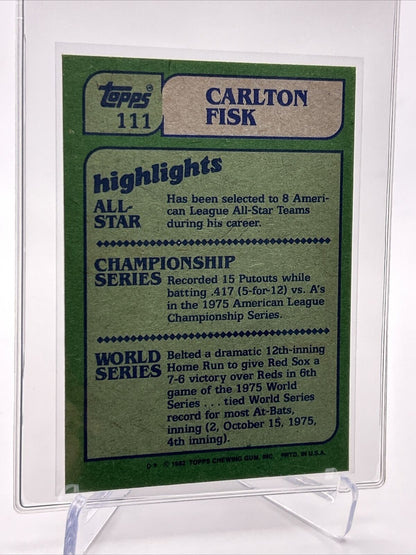 Topps®
111
CARLTON
FISK
highlights
ALL-
STAR
Has been selected to 8 Ameri-
can League All-Star Teams
during his career.
CHAMPIONSHIP
SERIES
Recorded 15 Putouts while
batting .417 (5-for-12) vs. A's
in the 1975 American League
Championship Series.
WORLD
SERIES
Belted a dramatic 12th-inning
Home Run to give Red Sox a
7-6 victory over Reds in 6th
game of the 1975 World
Series . . . tied World Series
record for most At-Bats,
inning (2, October 15, 1975,
4th inning).
© 1982 TOPPS CHEWING GUM, INC. PRTD. IN U.S.A.